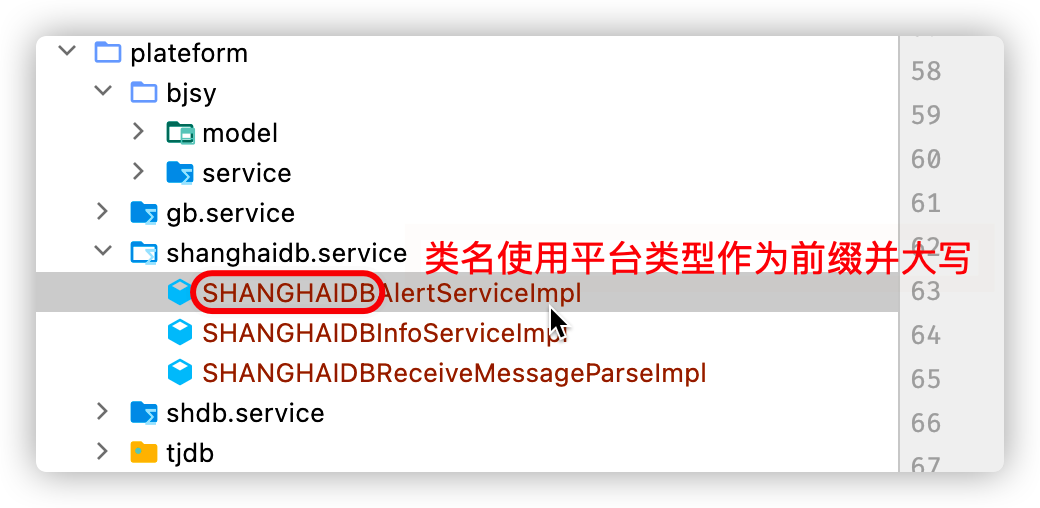 plateform
58
bjsy
59
model
60
service
61
gb.service
62
shanghaidb.service
类名使用平台类型作为前缀并大写
63
SHANGHAIDBAlertServiceImpl
64
SHANGHAIDBInfoServiceImpl
65
SHANGHAIDBReceiveMessageParseImpl
66
shdb.service
67
tjdb